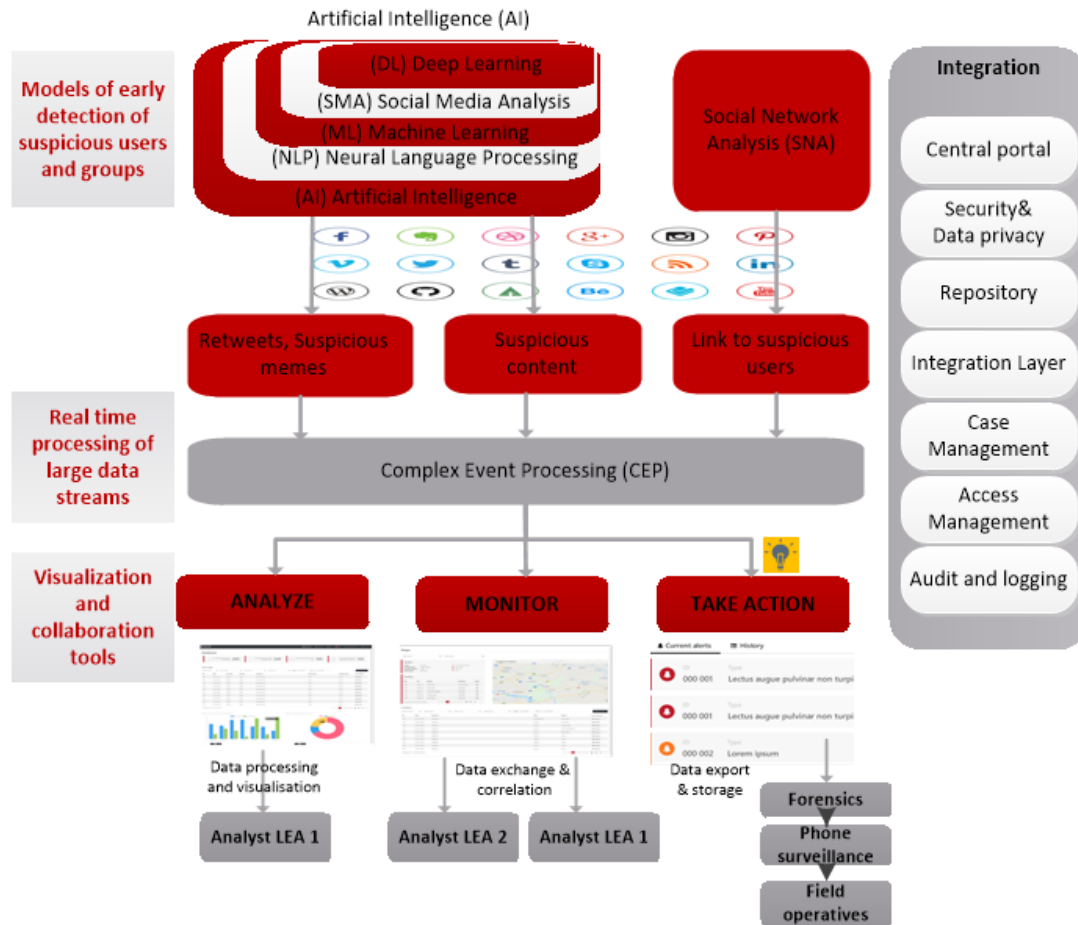 Artificial Intelligence (AI)
Models of early
detection of
suspicious users
and groups
(DL) Deep Learning
(SMA) Social Media Analysis
(ML) Machine Learning
(NLP) Neural Language Processing
(AI) Artificial Intelligence
Social Network
Analysis (SNA)
Retweets, Suspicious
memes
Suspicious
content
Link to suspicious
users
Real time
processing of
large data
streams
Complex Event Processing (CEP)
Visualization and
collaboration
tools
ANALYZE
MONITOR
TAKE ACTION
Current alerts
History
ID
Type
000 001
Lectus augue pulvinar non turpi
ID
Type
000 001
Lectus augue pulvinar non turpi
ID
Type
000 002
Lorem ipsum
Data processing
and visualisation
Data exchange &
correlation
Data export
& storage
Analyst LEA 1
Analyst LEA 2
Analyst LEA 1
Forensics
Phone
surveillance
Field
operatives
Integration
Central portal
Security&
Data privacy
Repository
Integration Layer
Case
Management
Access
Management
Audit and logging